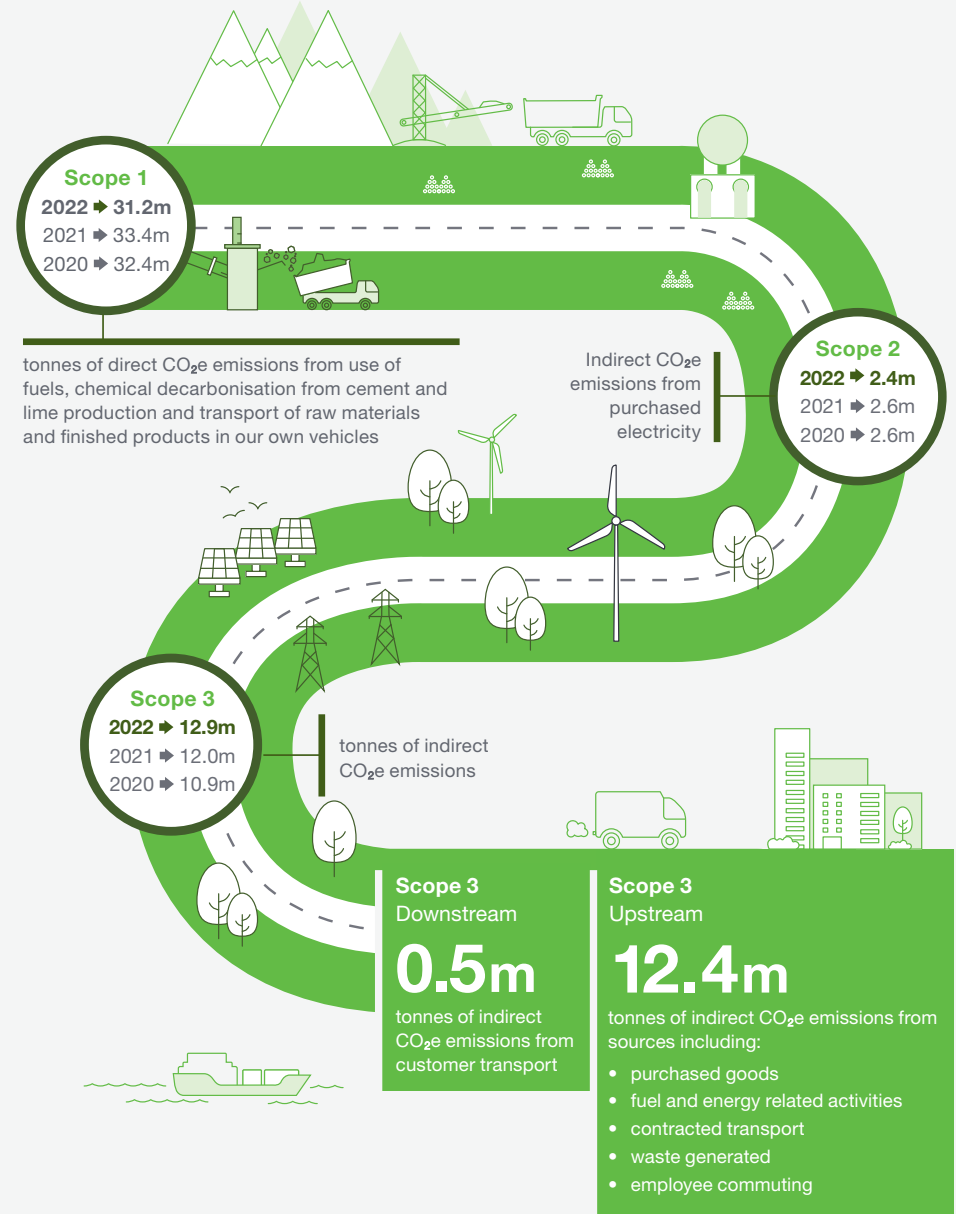 Scope 1
2022 → 31.2m
2021 → 33.4m
2020 → 32.4m
tonnes of direct CO₂e emissions from use of
fuels, chemical decarbonisation from cement and
lime production and transport of raw materials
and finished products in our own vehicles
Indirect CO₂e
emissions from
purchased
electricity
Scope 2
2022 → 2.4m
2021 → 2.6m
2020 → 2.6m
Scope 3
2022 → 12.9m
2021 → 12.0m
2020 → 10.9m
tonnes of indirect
CO₂e emissions
Scope 3
Downstream
0.5m
tonnes of indirect
CO₂e emissions from
customer transport
Scope 3
Upstream
12.4m
tonnes of indirect CO₂e emissions from
sources including:
• purchased goods
• fuel and energy related activities
• contracted transport
• waste generated
• employee commuting